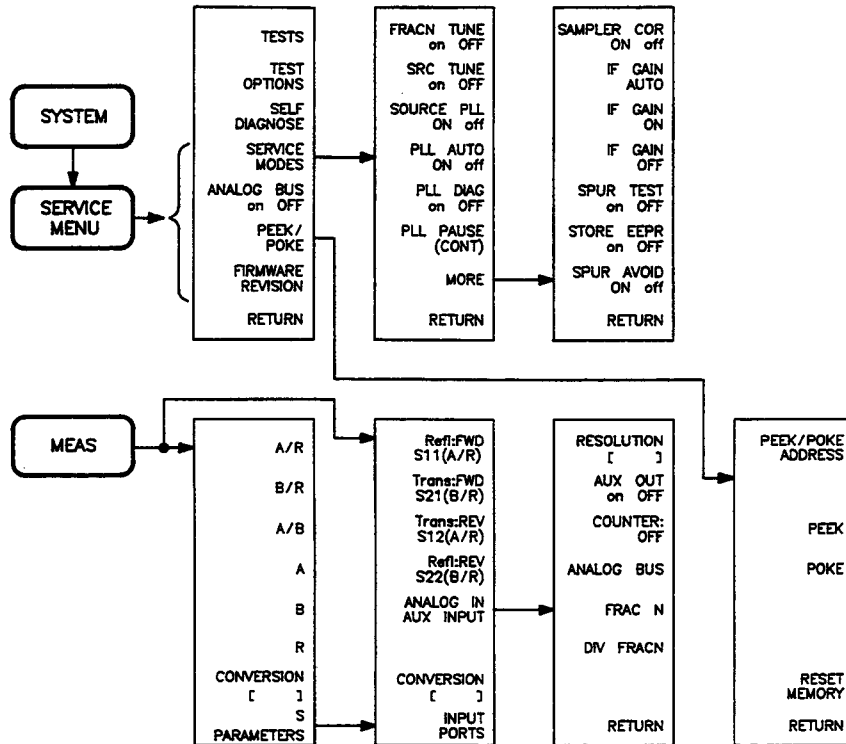 SYSTEM
SERVICE
MENU
TESTS
TEST
OPTIONS
SELF
DIAGNOSE
SERVICE
MODES
ANALOG BUS
on OFF
PEEK/
POKE
FIRMWARE
REVISION
RETURN
FRACN TUNE
on OFF
SRC TUNE
on OFF
SOURCE PLL
ON off
PLL AUTO
ON off
PLL DIAG
on OFF
PLL PAUSE
(CONT)
MORE
RETURN
SAMPLER COR
ON off
IF GAIN
AUTO
IF GAIN
ON
IF GAIN
OFF
SPUR TEST
on OFF
STORE EEPR
on OFF
SPUR AVOID
ON off
RETURN
MEAS
A/R
B/R
A/B
A
B
R
CONVERSION
[ ]
S
PARAMETERS
Refl:FWD
S11(A/R)
Trans:FWD
S21(B/R)
Trans:REV
S12(A/R)
Refl:REV
S22(B/R)
ANALOG IN
AUX INPUT
CONVERSION
[ ]
INPUT
PORTS
RESOLUTION
[ ]
AUX OUT
on OFF
COUNTER:
OFF
ANALOG BUS
FRAC N
DIV FRACN
RETURN
PEEK/POKE
ADDRESS
PEEK
POKE
RESET
MEMORY
RETURN